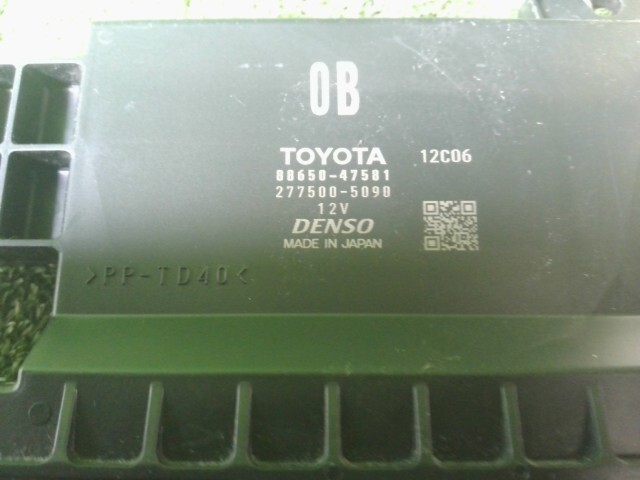 0B
TOYOTA 12C06
88650-47581
277500-5090
12V
DENSO
MADE IN JAPAN
>PP-TD40<